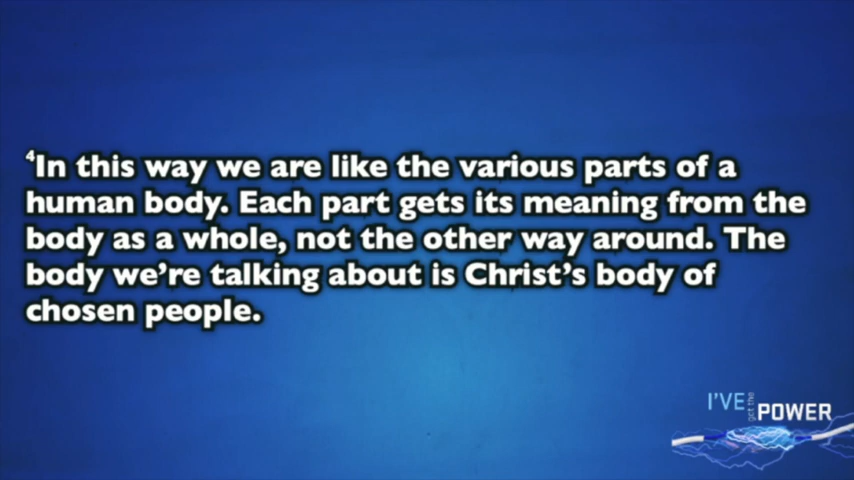 ⁴In this way we are like the various parts of a
human body. Each part gets its meaning from the
body as a whole, not the other way around. The
body we’re talking about is Christ’s body of
chosen people.
I'VE got the POWER